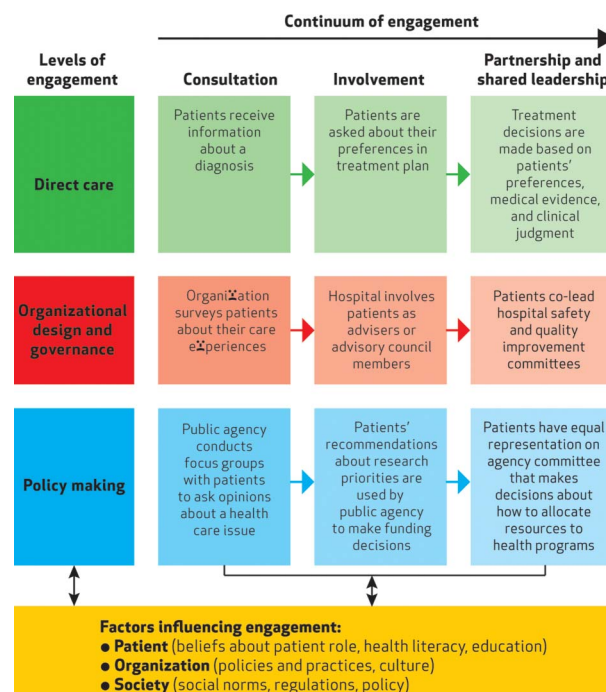 Continuum of engagement
Levels of
engagement
Consultation
Involvement
Partnership and
shared leadership
Direct care
Patients receive
information
about a
diagnosis
Patients are
asked about their
preferences in
treatment plan
Treatment
decisions are
made based on
patients'
preferences,
medical evidence,
and clinical
judgment
Organizational
design and
governance
surveys patients
about their care
Hospital involves
patients as
advisers or
advisory council
members
Patients co-lead
hospital safety
and quality
improvement
committees
Policy making
Public agency
conducts
focus groups
with patients
to ask opinions
about a health
care issue
Patients'
recommendations
about research
priorities are
used by
public agency
to make funding
decisions
Patients have equal
representation on
agency committee
that makes
decisions about
how to allocate
resources to
health programs
Factors influencing engagement:
● Patient (beliefs about patient role, health literacy, education)
● Organization (policies and practices, culture)
● Society (social norms, regulations, policy)